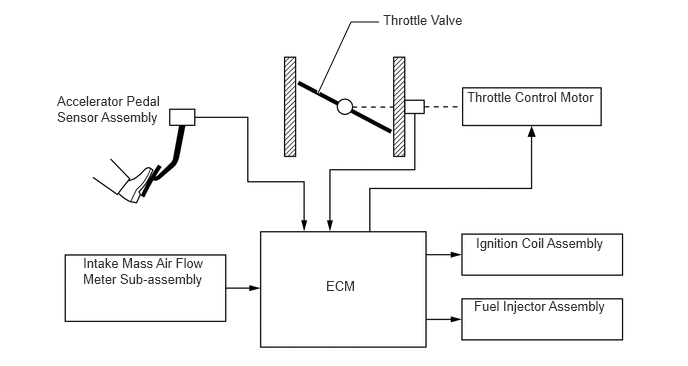 Throttle Valve
Accelerator Pedal
Sensor Assembly
Throttle Control Motor
Ignition Coil Assembly
Intake Mass Air Flow
Meter Sub-assembly
ECM
Fuel Injector Assembly